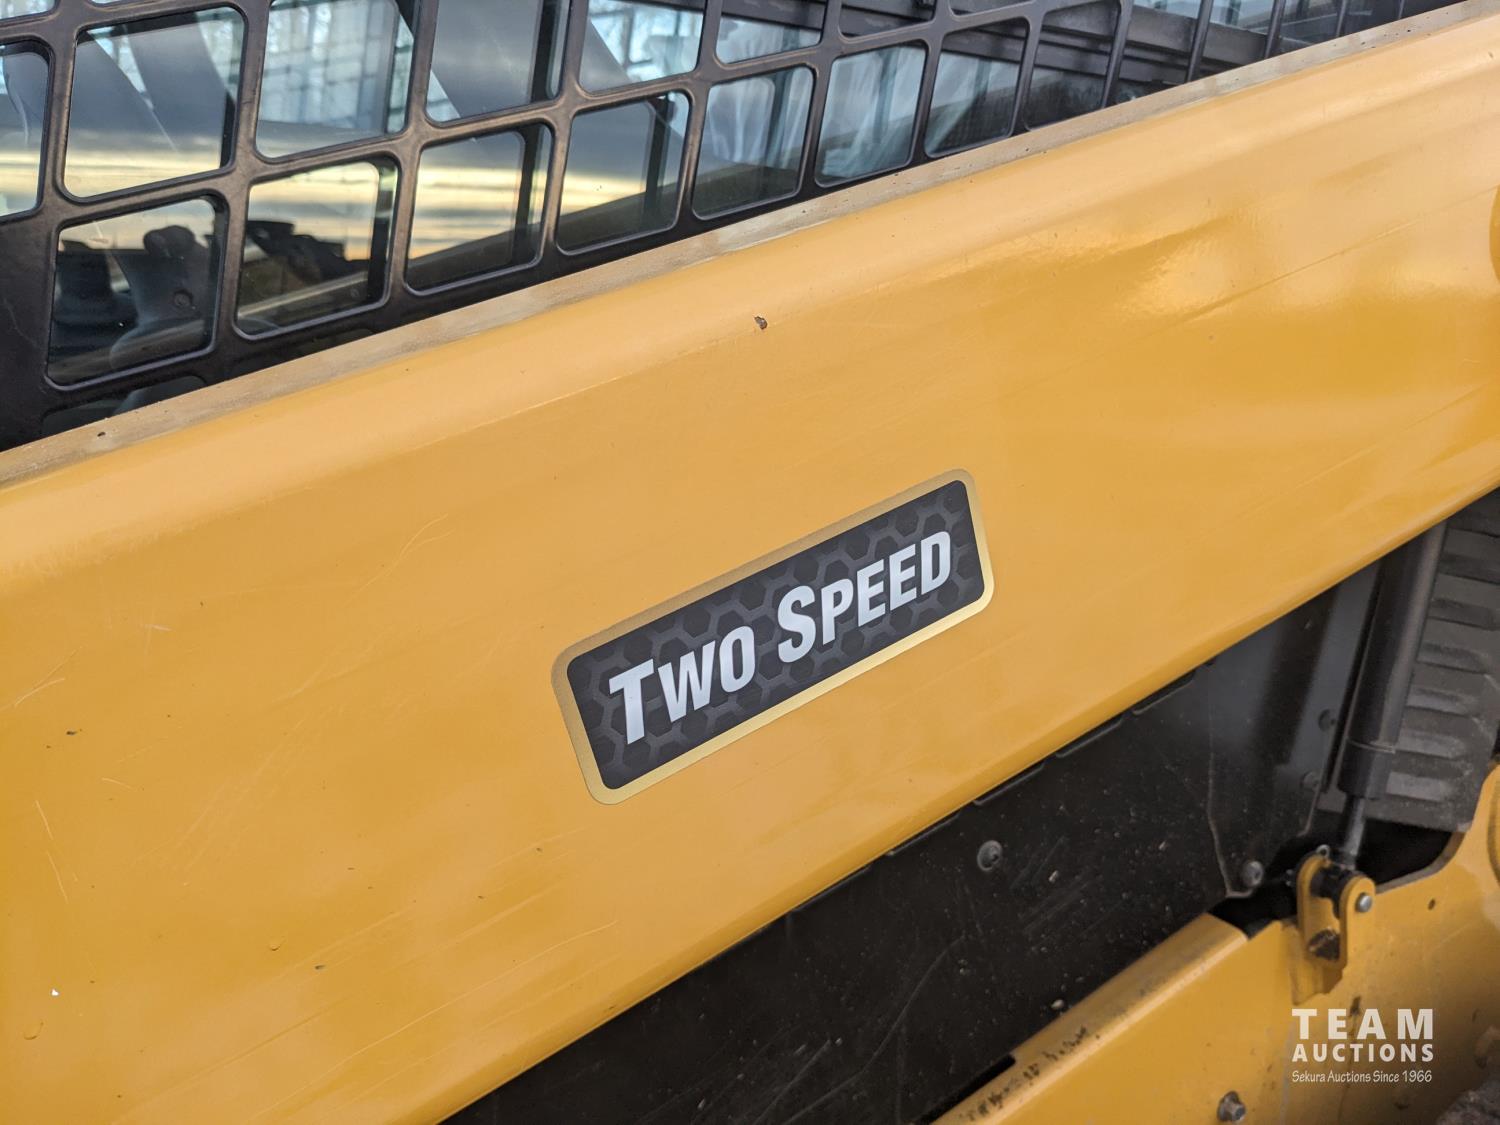 TWO SPEED
TEAM
AUCTIONS
Sekura Auctions Since 1966